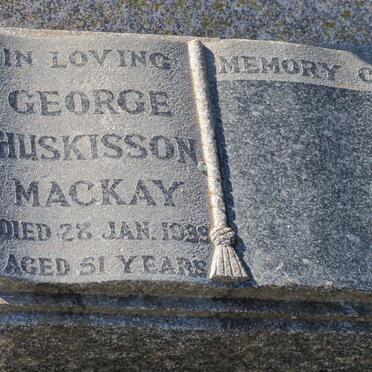 IN LOVING MEMORY O
GEORGE
HUSKISSON
MACKAY
DIED 28 JAN. 1939
AGED 51 YEARS